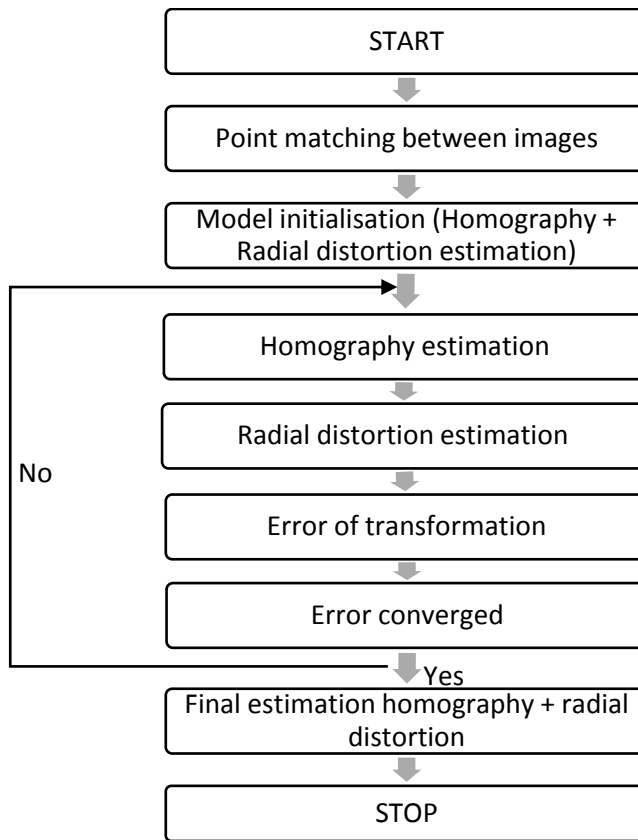 START
Point matching between images
Model initialisation (Homography +
Radial distortion estimation)
Homography estimation
Radial distortion estimation
No
Error of transformation
Error converged
Yes
Final estimation homography + radial
distortion
STOP